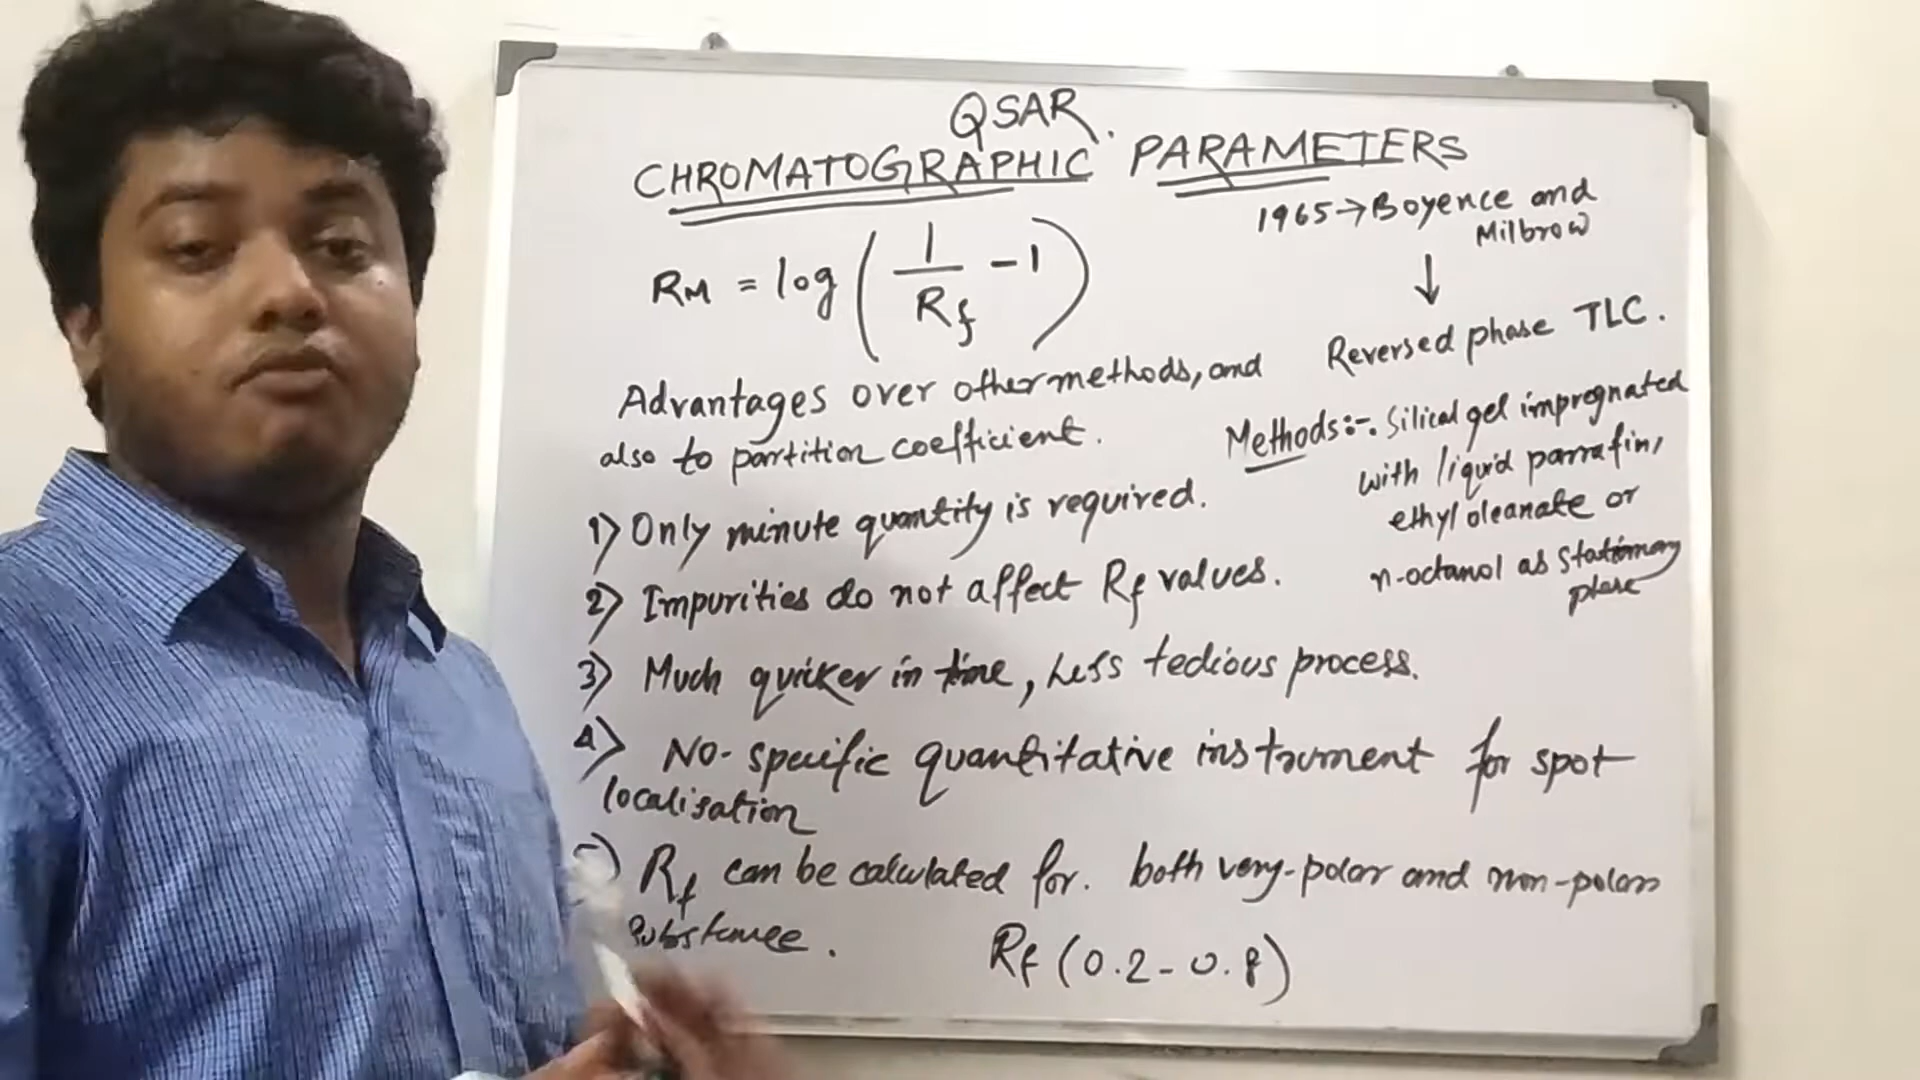 QSAR.
CHROMATOGRAPHIC PARAMETERS
1965→Boyence and
Milbrow
↓
Reversed phase TLC.
RM = log (1/Rf - 1)
Advantages over other methods, and
also to partition coefficient.
Methods:-. Silical gel impregnated
with liquid parrafin,
ethyl oleanate or
n-octanol as stationary
phase
1) Only minute quantity is required.
2) Impurities do not affect Rf values.
3) Much quicker in time, Less tedious process.
4) NO-specific quantitative instrument for spot
localisation
5) Rf can be calculated for. both very-polar and non-polar
substance.
Rf (0.2-0.8)